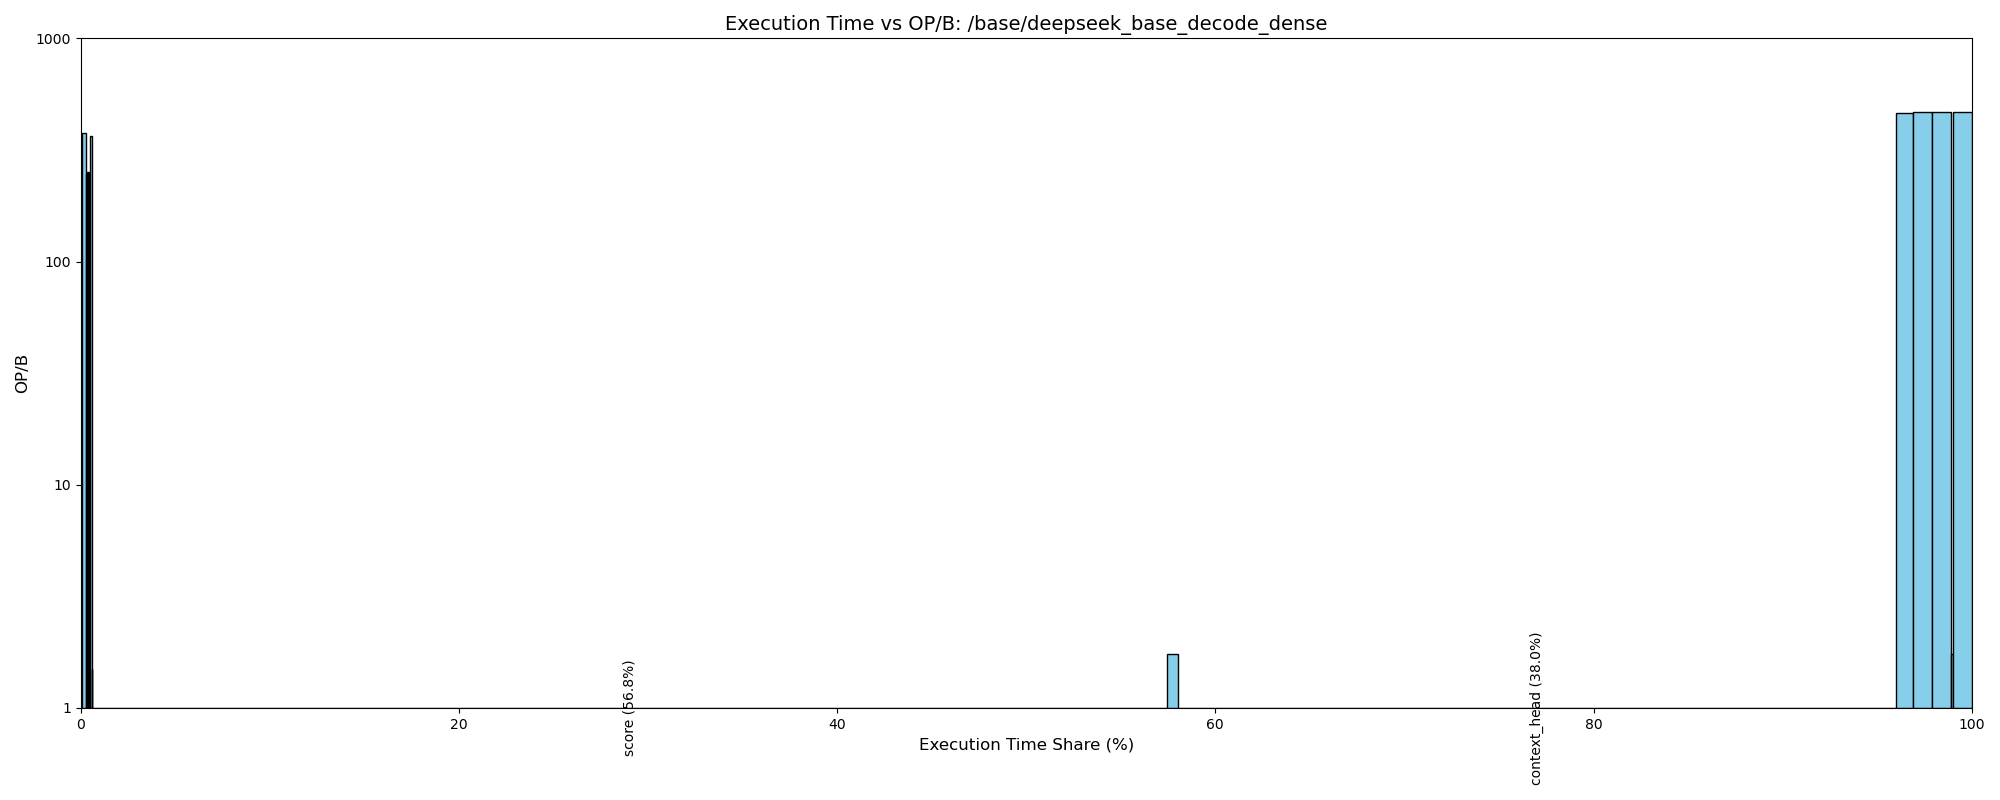 Execution Time vs OP/B: /base/deepseek_base_decode_dense
1000
100
10
1
OP/B
0
20
40
60
80
100
score (56.8%)
context_head (38.0%)
Execution Time Share (%)